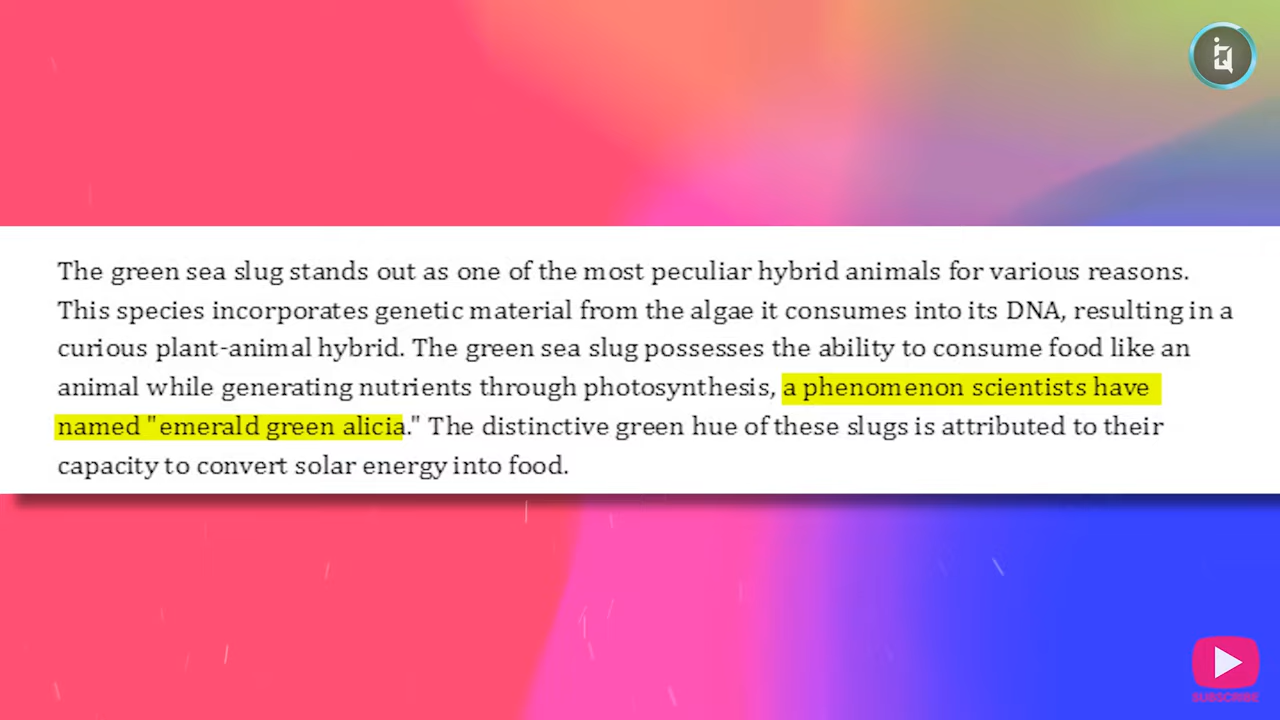 The green sea slug stands out as one of the most peculiar hybrid animals for various reasons.
This species incorporates genetic material from the algae it consumes into its DNA, resulting in a
curious plant-animal hybrid. The green sea slug possesses the ability to consume food like an
animal while generating nutrients through photosynthesis, a phenomenon scientists have
named "emerald green alicia." The distinctive green hue of these slugs is attributed to their
capacity to convert solar energy into food.
SUBSCRIBE